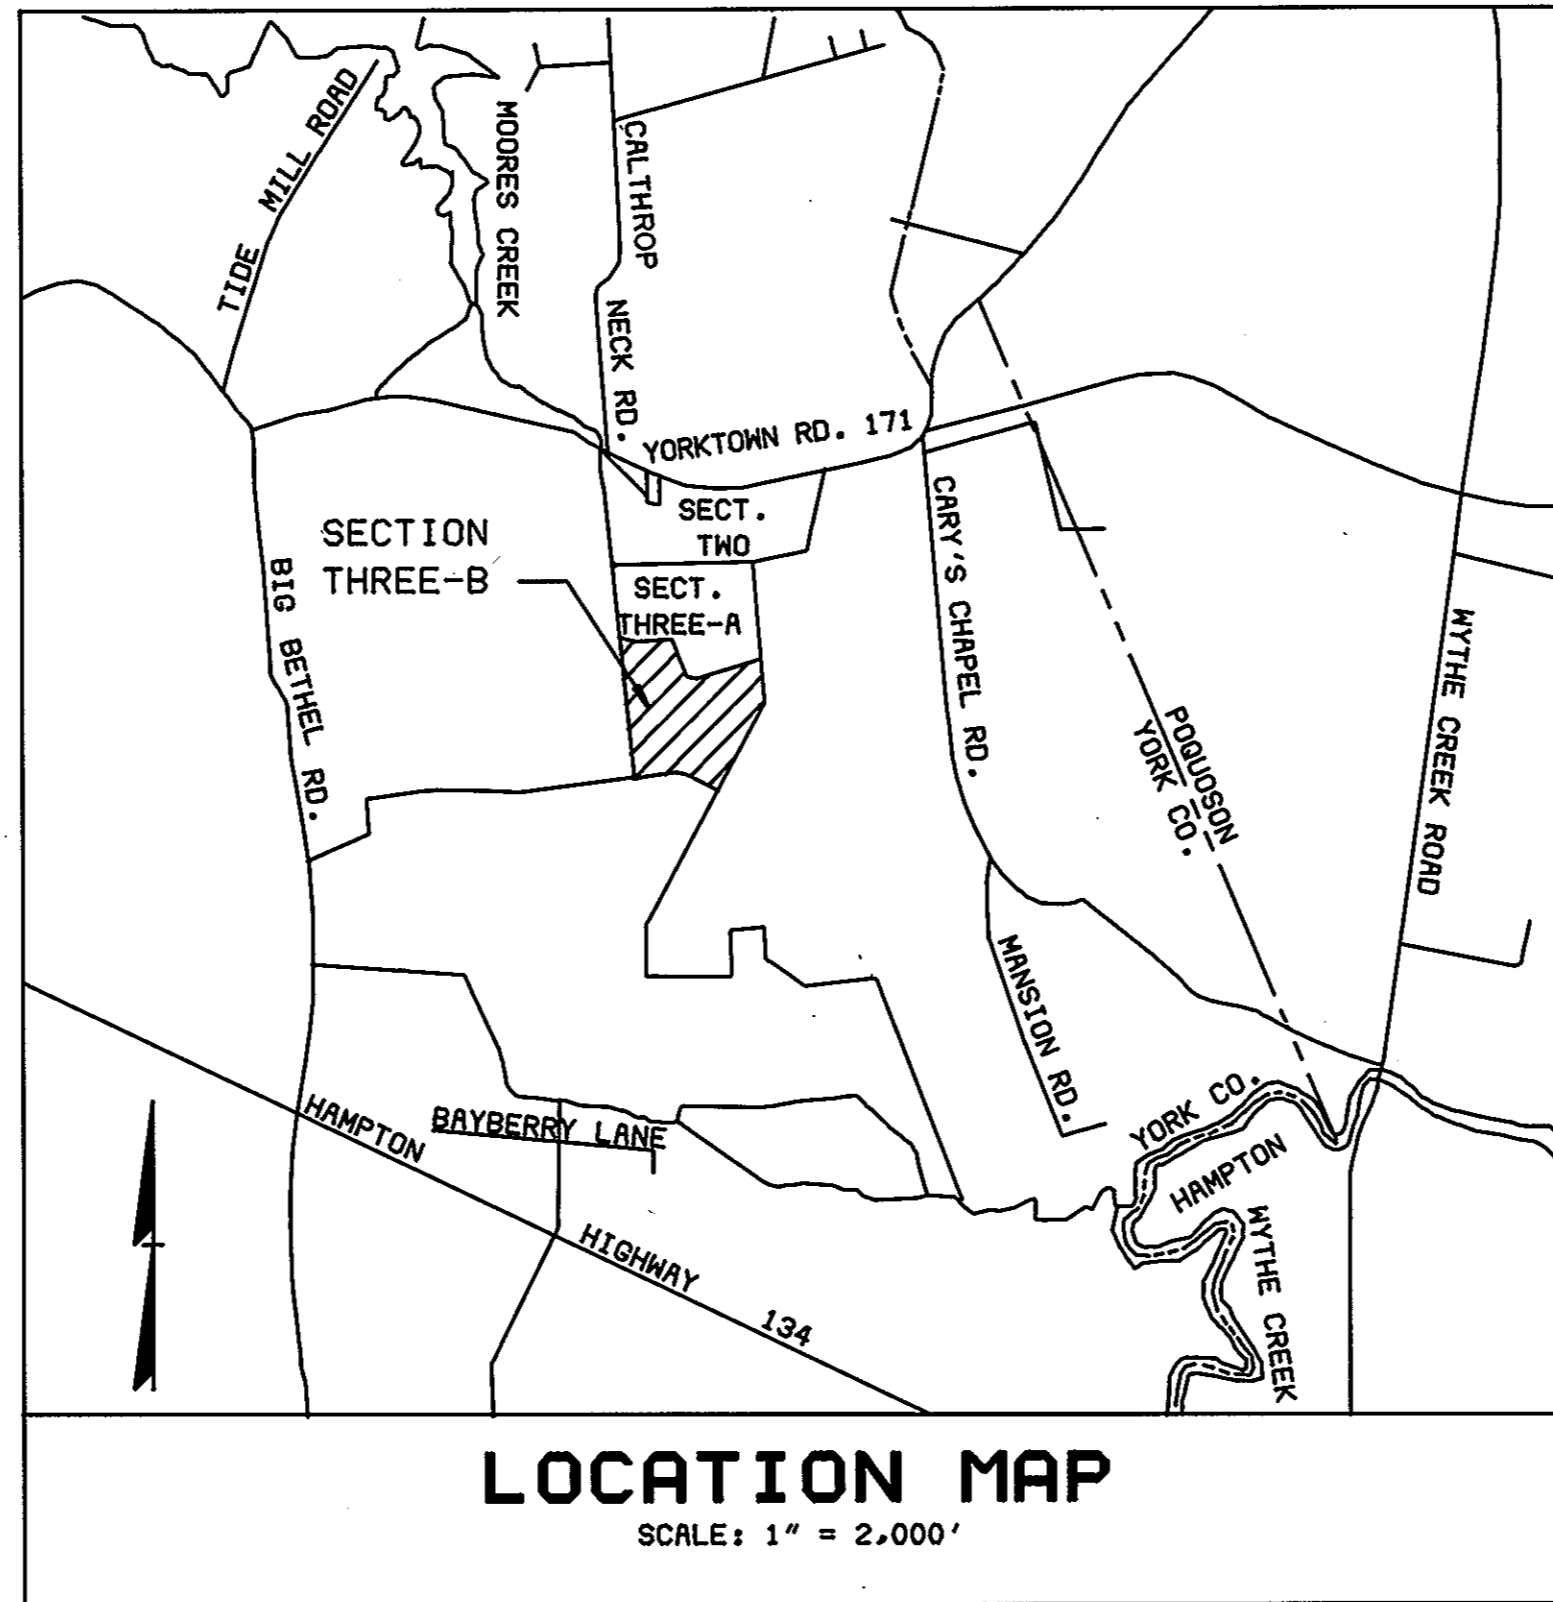 TIDE MILL ROAD
MOORES CREEK
CALTHROP
NECK RD.
YORKTOWN RD. 171
SECTION
THREE-B
SECT.
TWO
SECT.
THREE-A
BIG BETHEL RD.
CARY'S CHAPEL RD.
WYTHE CREEK ROAD
POQUOSON
YORK CO.
MANSION RD.
HAMPTON
BAYBERRY LANE
YORK CO.
HAMPTON
WYTHE CREEK
HIGHWAY
134
LOCATION MAP
SCALE: 1" = 2,000'